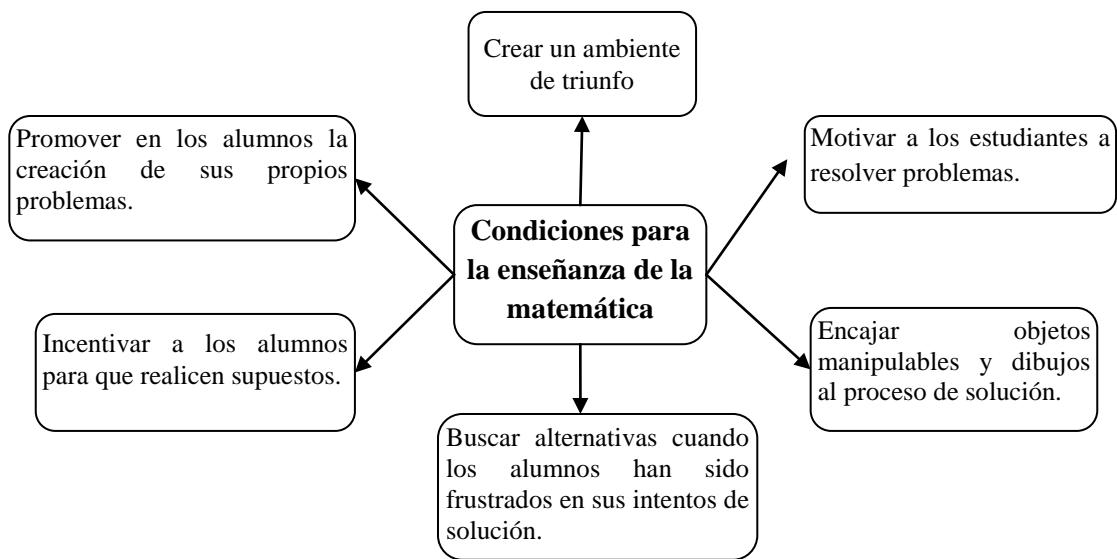 Crear un ambiente
de triunfo
Promover en los alumnos la
creación de sus propios
problemas.
Motivar a los estudiantes a
resolver problemas.
Condiciones para
la enseñanza de la
matemática
Incentivar a los alumnos
para que realicen supuestos.
Encajar objetos
manipulables y dibujos
al proceso de solución.
Buscar alternativas cuando
los alumnos han sido
frustrados en sus intentos de
solución.